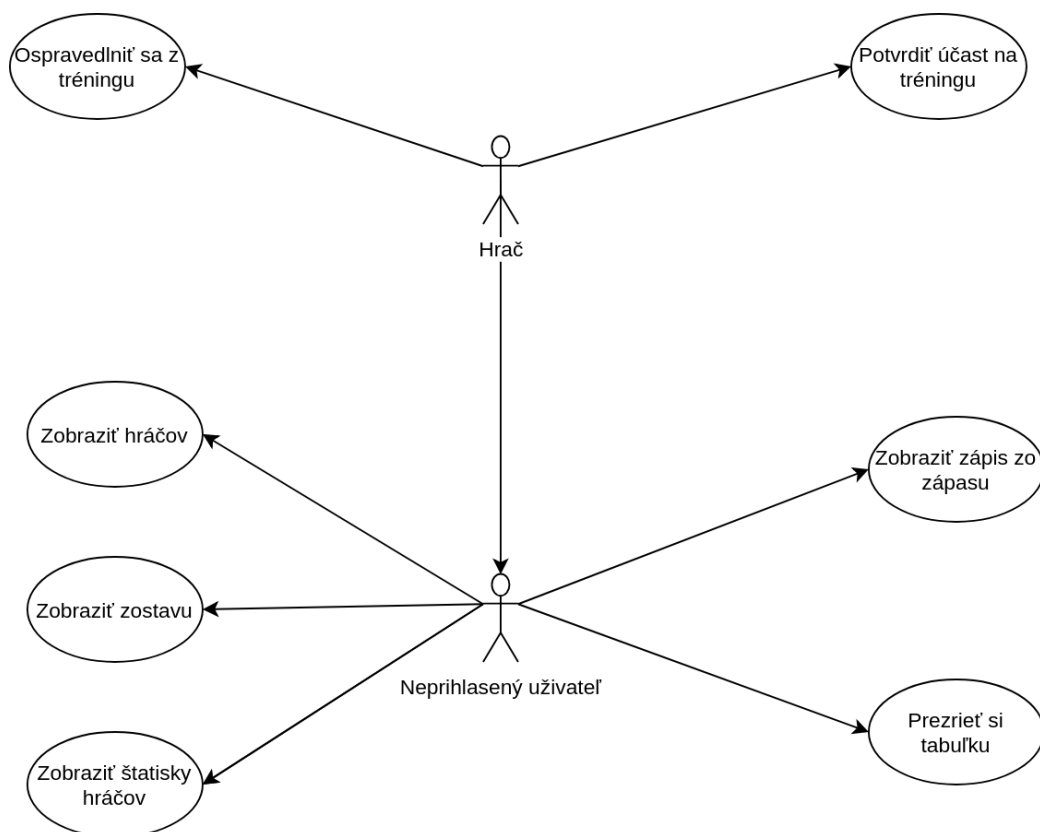 Ospravedlniť sa z
tréningu
Potvrdiť účast na
tréningu
Hrač
Zobraziť hráčov
Zobraziť zápis zo
zápasu
Zobraziť zostavu
Neprihlasený uživateľ
Prezrieť si
tabuľku
Zobraziť štatisky
hráčov